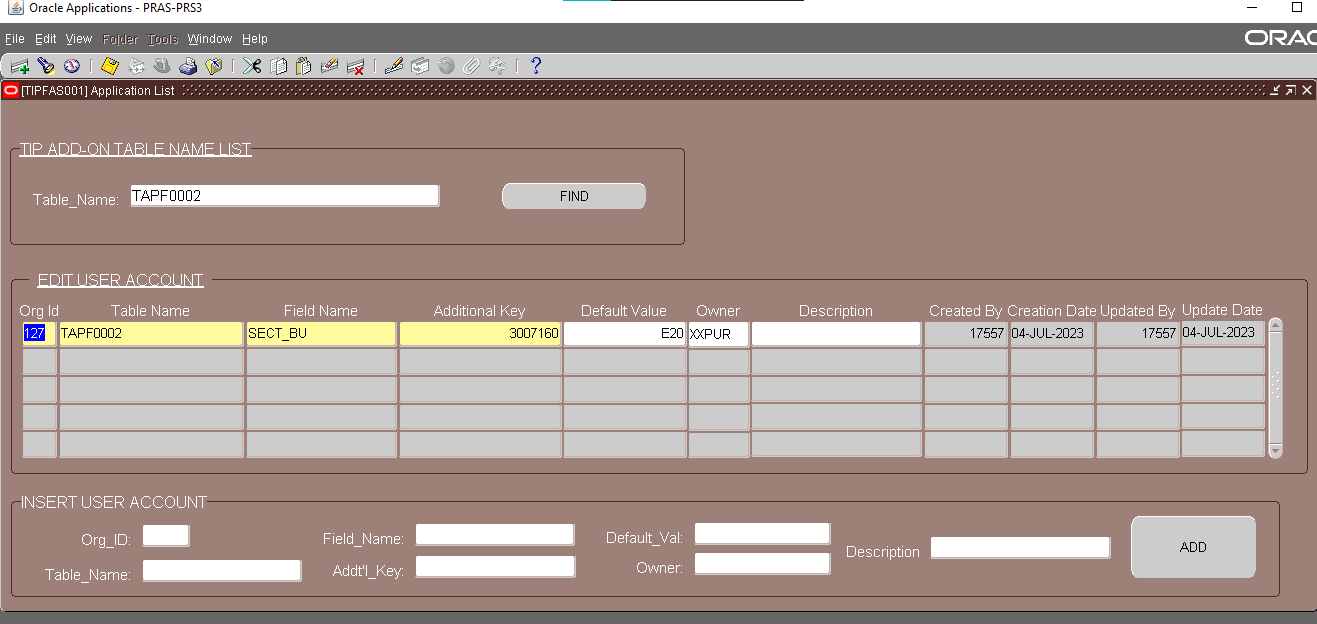 Oracle Applications - PRAS-PRS3
File Edit View Folder Tools Window Help
[TIPFAS001] Application List
TIP ADD-ON TABLE NAME LIST
Table_Name: TAPF0002 FIND
EDIT USER ACCOUNT
Org Id Table Name Field Name Additional Key Default Value Owner Description Created By Creation Date Updated By Update Date
127 TAPF0002 SECT_BU 3007160 E20 XXPUR 17557 04-JUL-2023 17557 04-JUL-2023
INSERT USER ACCOUNT
Org_ID: Field_Name: Default_Val: Description ADD
Table_Name: Addt'l_Key: Owner: